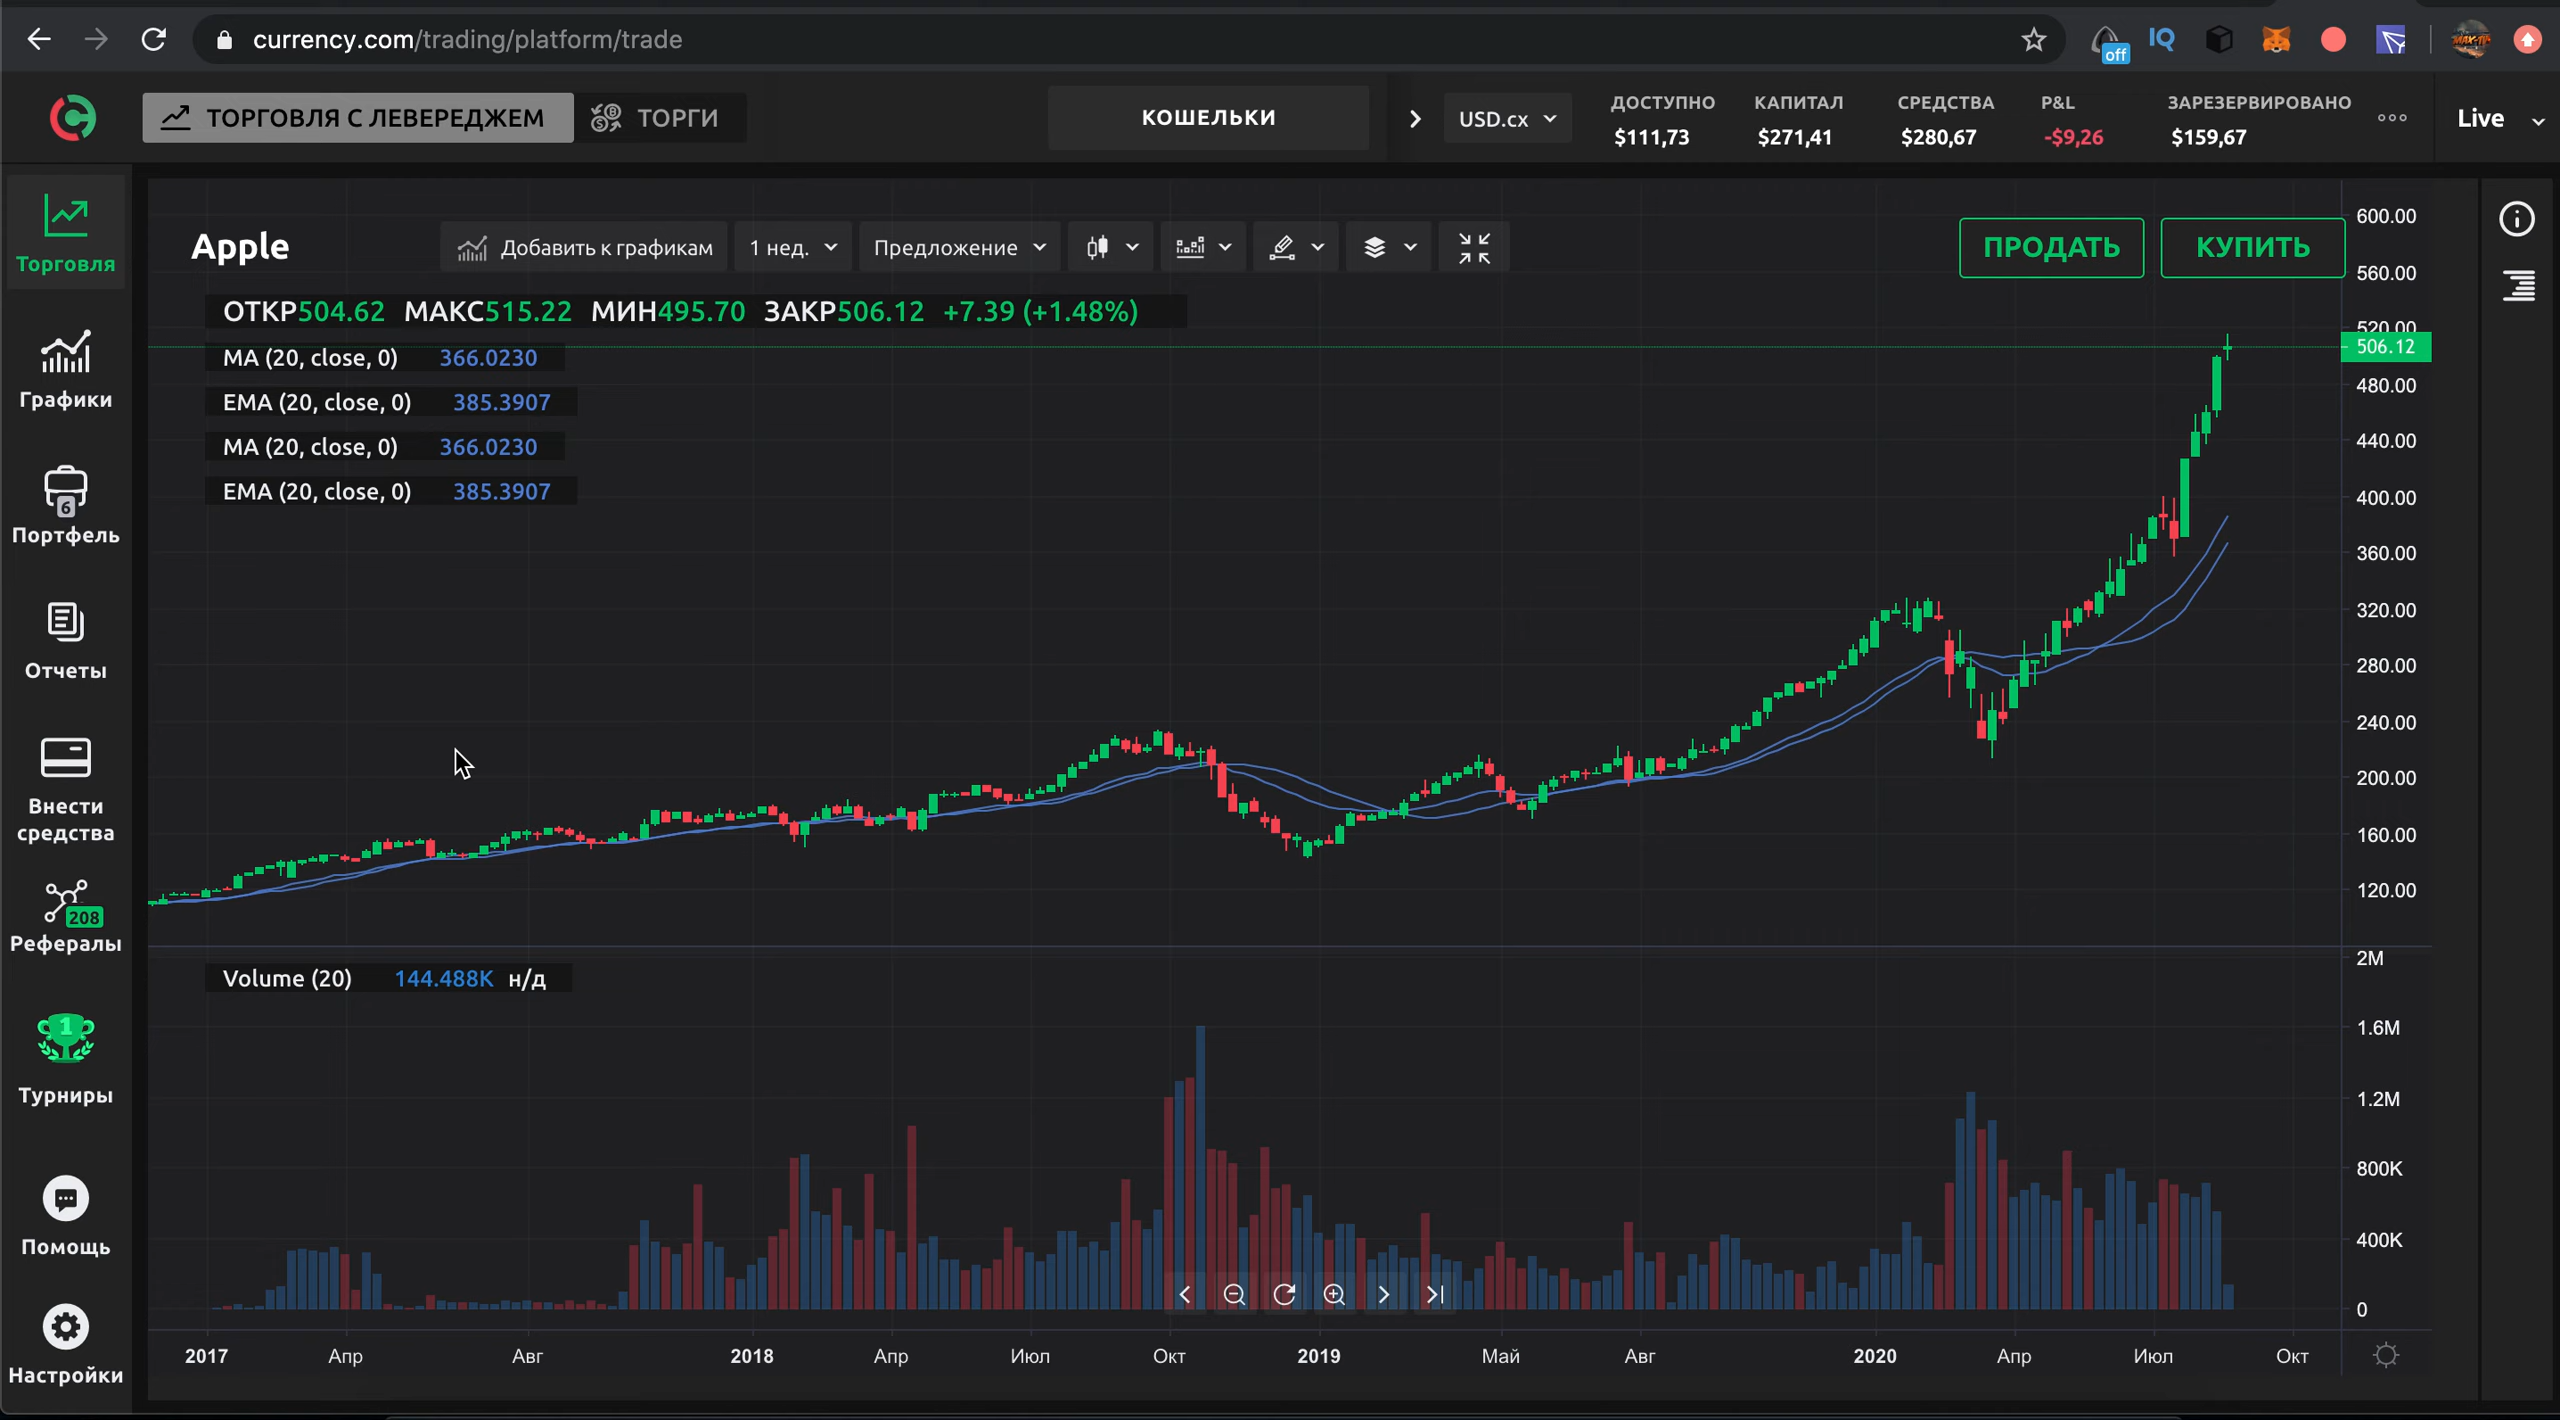 currency.com/trading/platform/trade
off
IQ
ТОРГОВЛЯ С ЛЕВЕРЕДЖЕМ
ТОРГИ
КОШЕЛЬКИ
USD.cx
ДОСТУПНО
$111,73
КАПИТАЛ
$271,41
СРЕДСТВА
$280,67
P&L
-$9,26
ЗАРЕЗЕРВИРОВАНО
$159,67
Live
Торговля
Графики
6
Портфель
Отчеты
Внести
средства
208
Рефералы
1
Турниры
Помощь
Настройки
Apple
Добавить к графикам
1 нед.
Предложение
ПРОДАТЬ
КУПИТЬ
ОТКР504.62 МАКС515.22 МИН495.70 ЗАКР506.12 +7.39 (+1.48%)
MA (20, close, 0) 366.0230
EMA (20, close, 0) 385.3907
MA (20, close, 0) 366.0230
EMA (20, close, 0) 385.3907
600.00
560.00
520.00
506.12
480.00
440.00
400.00
360.00
320.00
280.00
240.00
200.00
160.00
120.00
Volume (20) 144.488K н/д
2M
1.6M
1.2M
800K
400K
0
2017 Апр Авг 2018 Апр Июл Окт 2019 Май Авг 2020 Апр Июл Окт